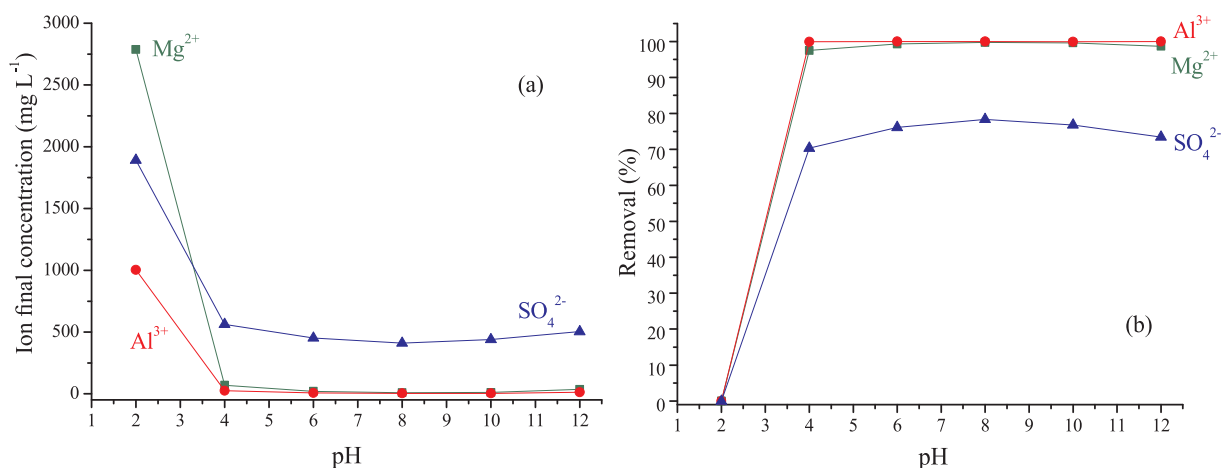 Ion final concentration (mg L⁻¹)
3000
2500
2000
1500
1000
500
0
Mg²⁺
(a)
SO₄²⁻
Al³⁺
1 2 3 4 5 6 7 8 9 10 11 12
pH
Removal (%)
100
90
80
70
60
50
40
30
20
10
0
Al³⁺
Mg²⁺
SO₄²⁻
(b)
1 2 3 4 5 6 7 8 9 10 11 12
pH